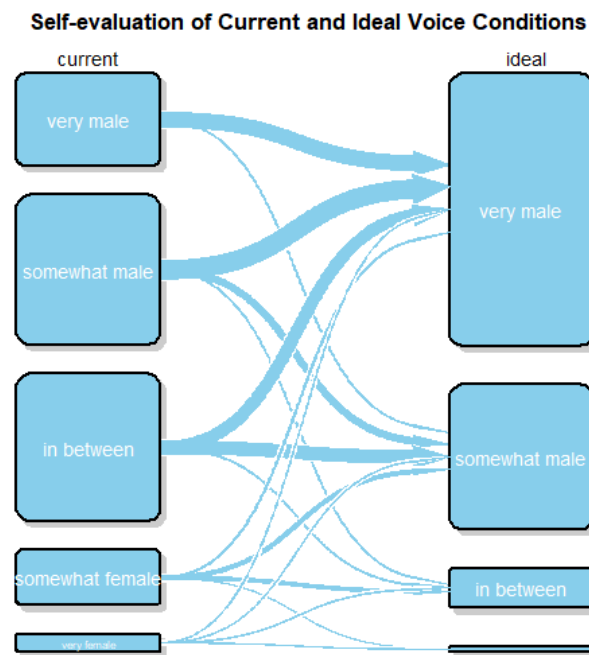 Self-evaluation of Current and Ideal Voice Conditions
current
ideal
very male
somewhat male
in between
somewhat female
very female
very male
somewhat male
in between